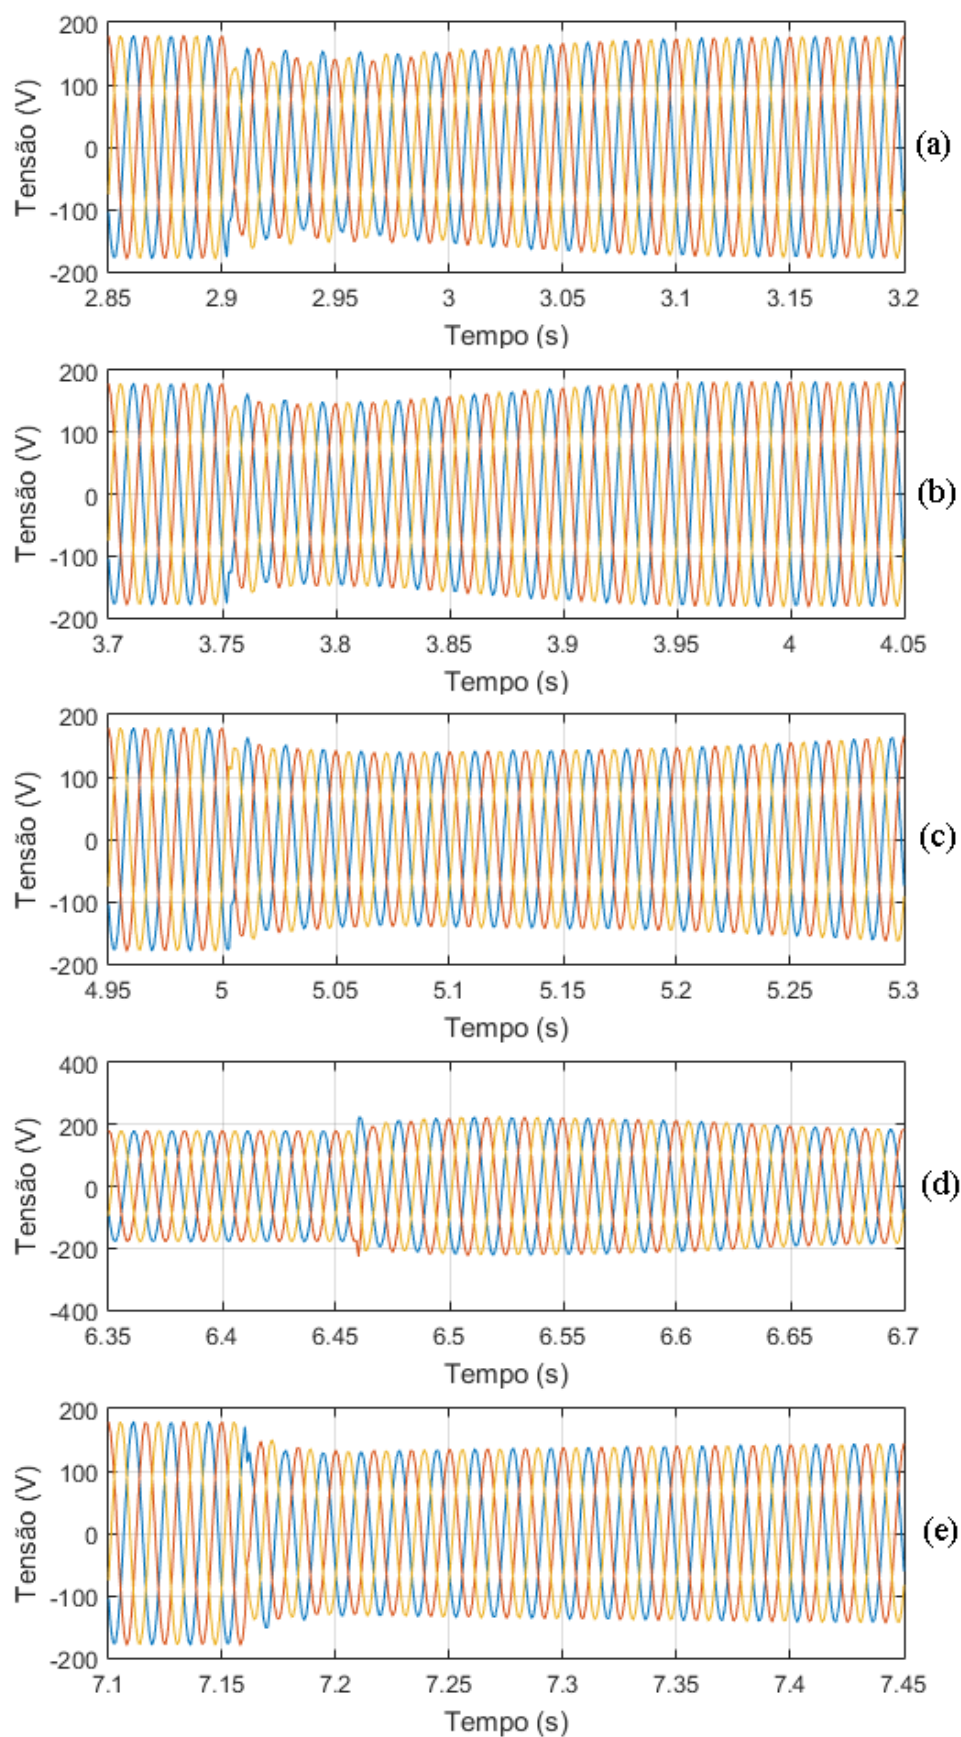 200
100
0
-100
-200
Tensão (V)
2.85 2.9 2.95 3 3.05 3.1 3.15 3.2
Tempo (s)
(a)
200
100
0
-100
-200
Tensão (V)
3.7 3.75 3.8 3.85 3.9 3.95 4 4.05
Tempo (s)
(b)
200
100
0
-100
-200
Tensão (V)
4.95 5 5.05 5.1 5.15 5.2 5.25 5.3
Tempo (s)
(c)
400
200
0
-200
-400
Tensão (V)
6.35 6.4 6.45 6.5 6.55 6.6 6.65 6.7
Tempo (s)
(d)
200
100
0
-100
-200
Tensão (V)
7.1 7.15 7.2 7.25 7.3 7.35 7.4 7.45
Tempo (s)
(e)